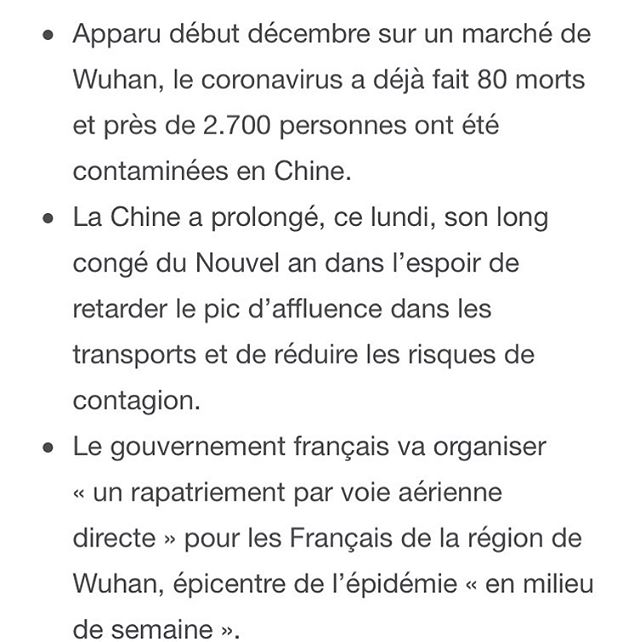 • Apparu début décembre sur un marché de
Wuhan, le coronavirus a déjà fait 80 morts
et près de 2.700 personnes ont été
contaminées en Chine.
• La Chine a prolongé, ce lundi, son long
congé du Nouvel an dans l’espoir de
retarder le pic d’affluence dans les
transports et de réduire les risques de
contagion.
• Le gouvernement français va organiser
« un rapatriement par voie aérienne
directe » pour les Français de la région de
Wuhan, épicentre de l’épidémie « en milieu
de semaine ».